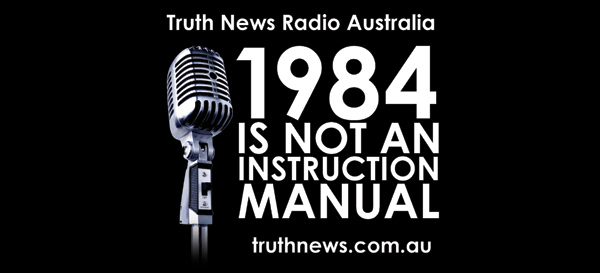 Truth News Radio Australia
1984
IS NOT AN
INSTRUCTION
MANUAL
truthnews.com.au